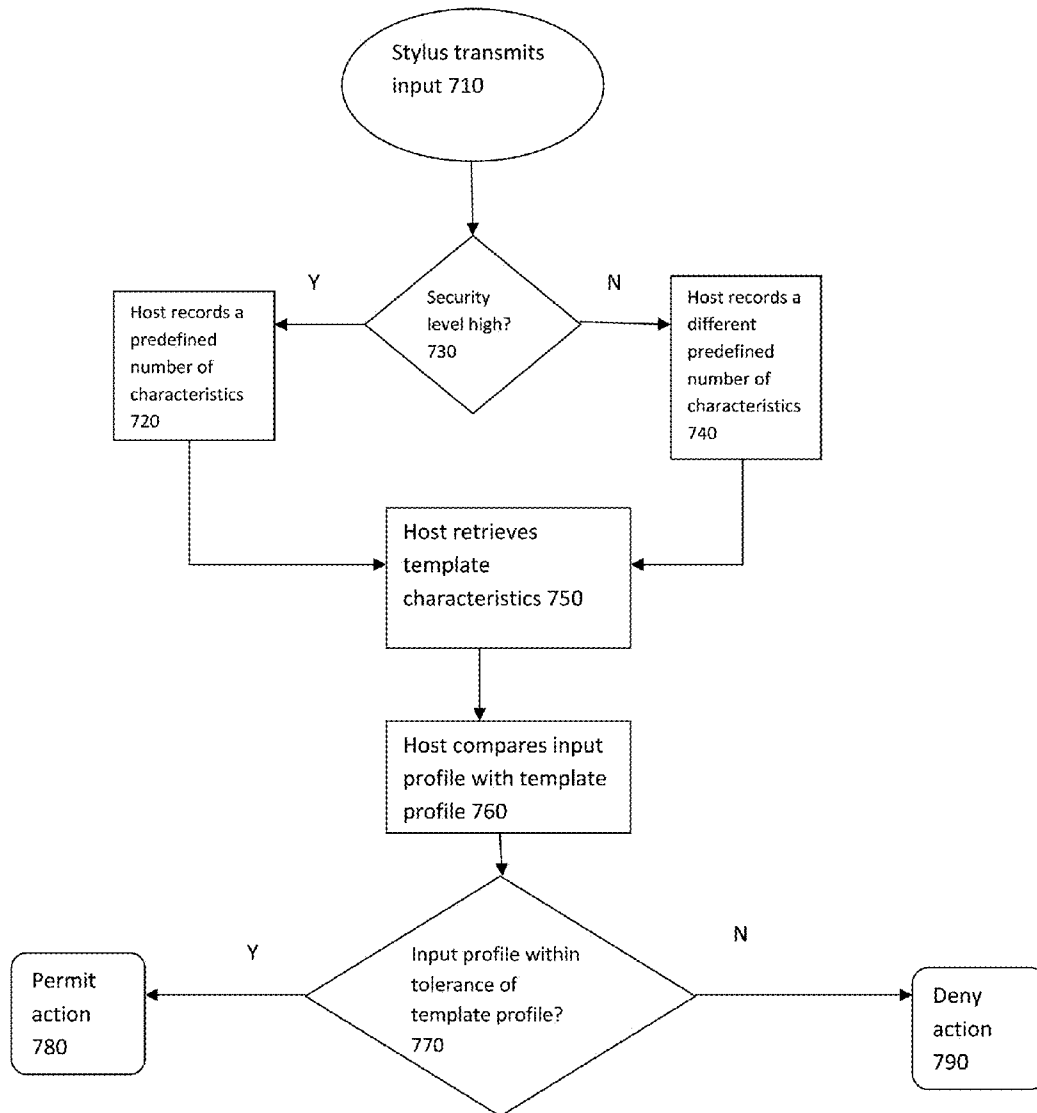 Stylus transmits
input 710
Y
N
Security
level high?
730
Host records a
predefined
number of
characteristics
720
Host records a
different
predefined
number of
characteristics
740
Host retrieves
template
characteristics 750
Host compares input
profile with template
profile 760
Y
N
Input profile within
tolerance of
template profile?
770
Permit
action
780
Deny
action
790